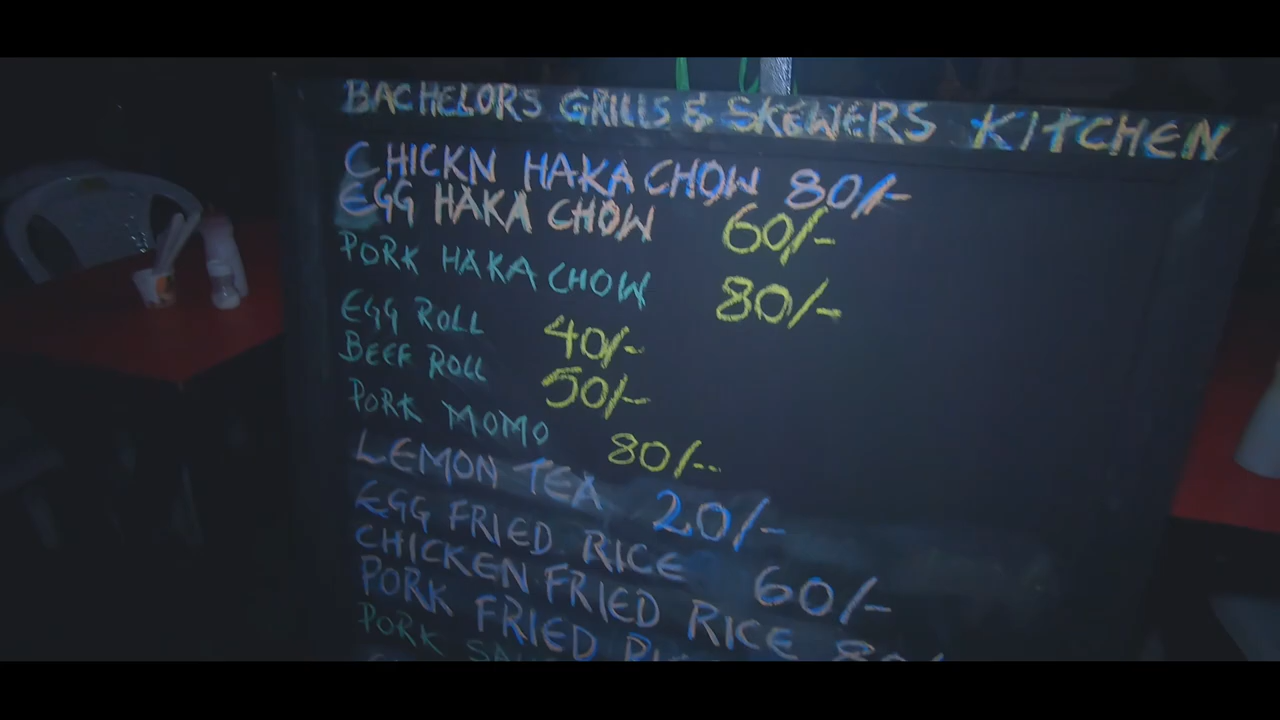 BACHELORS GRILLS & SKEWERS KITCHEN
CHICKN HAKA CHOW 80/-
EGG HAKA CHOW 60/-
PORK HAKA CHOW 80/-
EGG ROLL 40/-
BEEF ROLL 50/-
PORK MOMO 80/--
LEMON TEA 20/-
EGG FRIED RICE 60/-
CHICKEN FRIED RICE 80/-
PORK FRIED
PORK